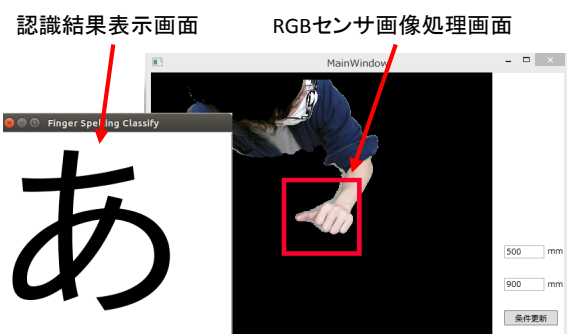 認識結果表示画面
RGBセンサ画像処理画面
MainWindow
Finger Spelling Classify
あ
500 mm
900 mm
条件更新